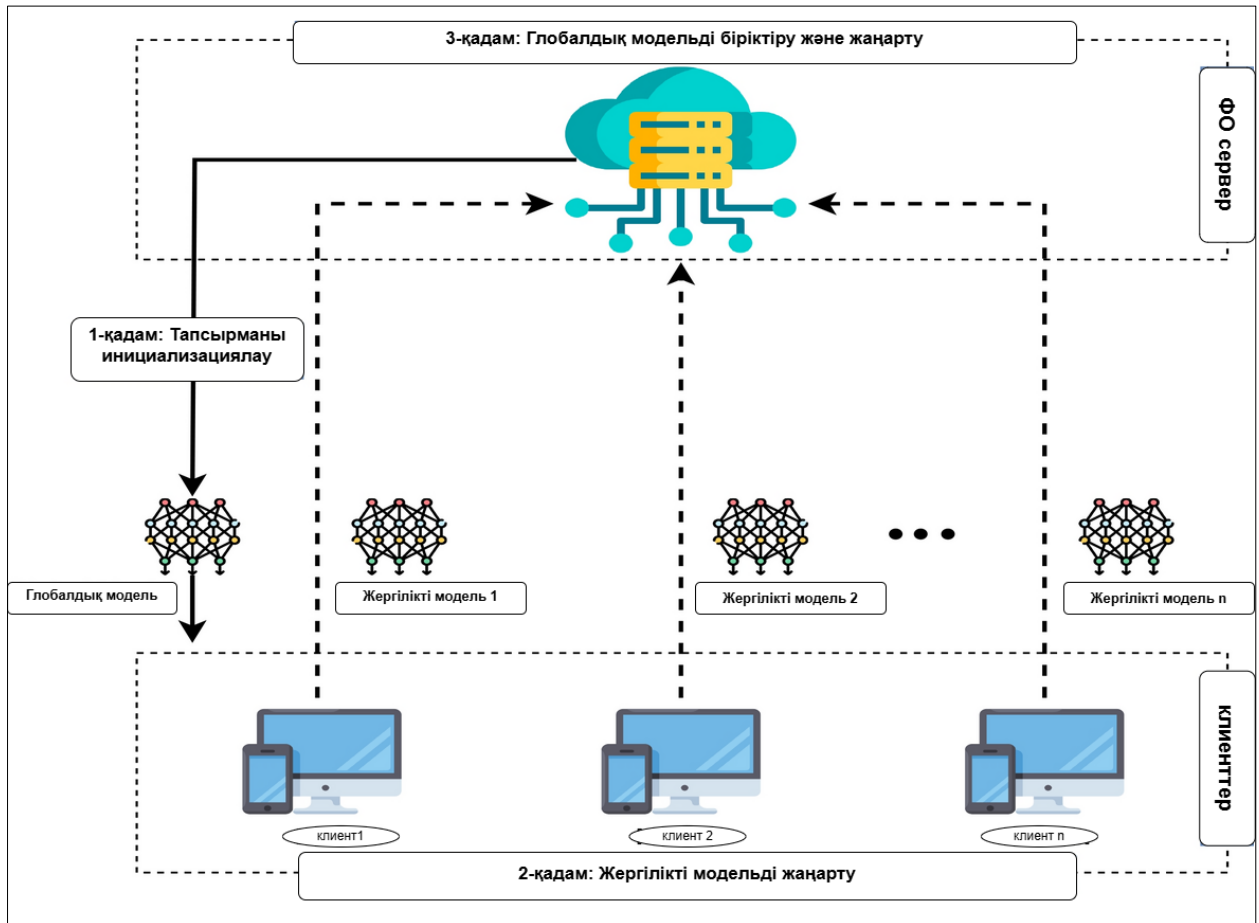 3-қадам: Глобалдық модельді біріктіру және жаңарту
ФО сервер
1-қадам: Тапсырманы
инициализациялау
Глобалдық модель
Жергілікті модель 1
Жергілікті модель 2
Жергілікті модель n
клиенттер
клиент1
клиент 2
клиент n
2-қадам: Жергілікті модельді жаңарту